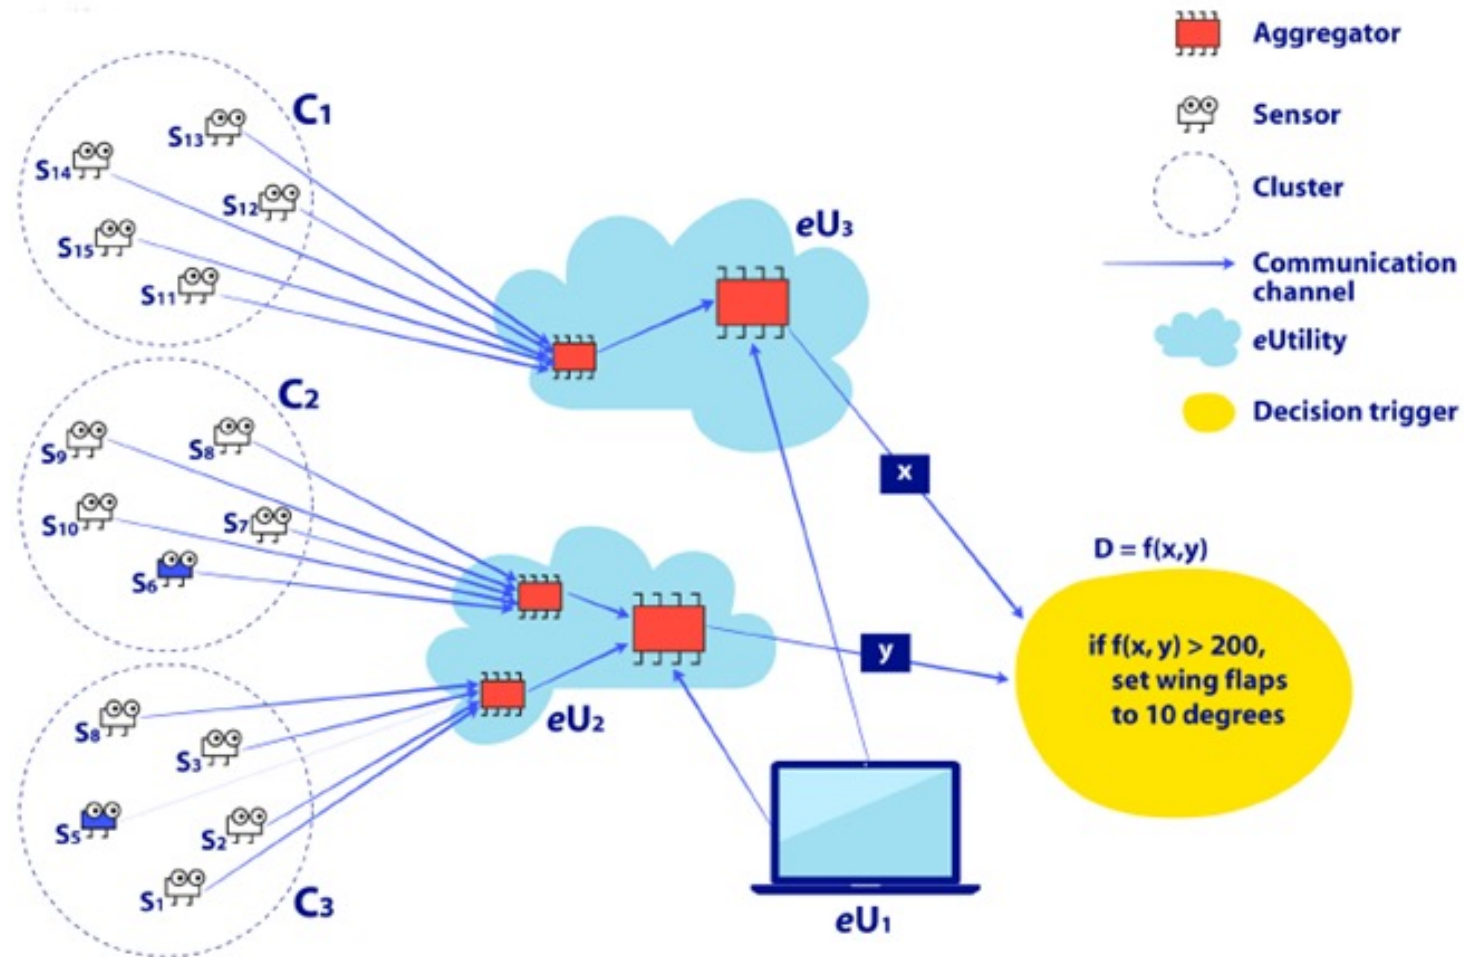 Aggregator
Sensor
Cluster
Communication
channel
eUtility
Decision trigger
C1
S13
S14
S12
S15
S11
eU3
C2
S9
S8
S10
S7
S6
x
D = f(x,y)
if f(x, y) > 200,
set wing flaps
to 10 degrees
y
eU2
S8
S3
S5
S2
S1
C3
eU1